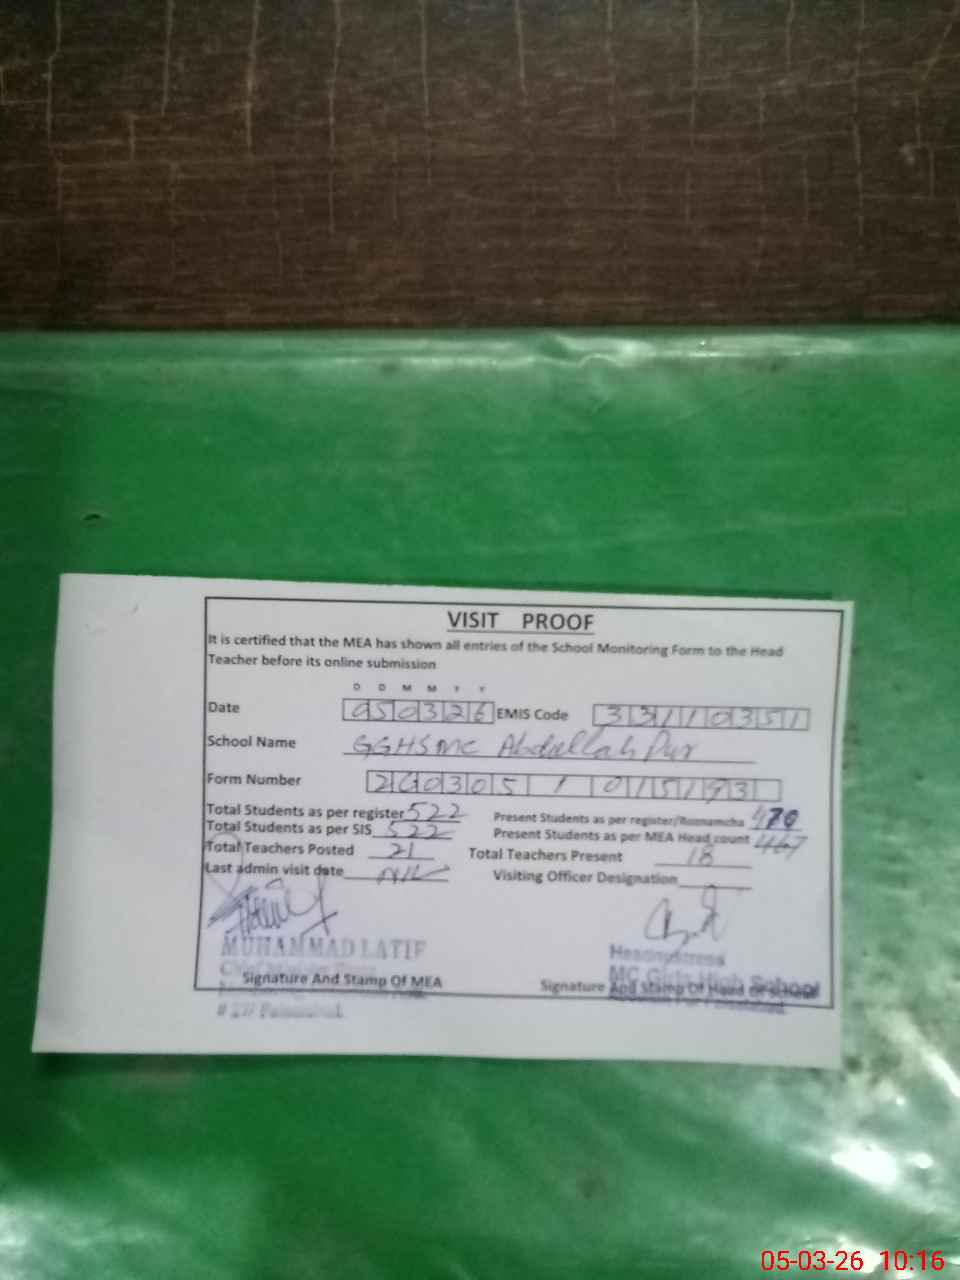 VISIT PROOF
It is certified that the MEA has shown all entries of the School Monitoring Form to the Head
Teacher before its online submission
D D M M Y Y
Date 050326 EMIS Code 33110351
School Name GGHSMC Abdullah Pur
Form Number
Total Students as per register 522 Present Students as per register/Roznamcha 470
Total Students as per SIS 522 Present Students as per MEA Head count 467
Total Teachers Posted 21 Total Teachers Present 18
Last admin visit date Nil Visiting Officer Designation
MUHAMMAD LATIF Headmistress
MC Girls High School
Signature And Stamp Of MEA Signature And Stamp Of Head Of School
05-03-26 10:16